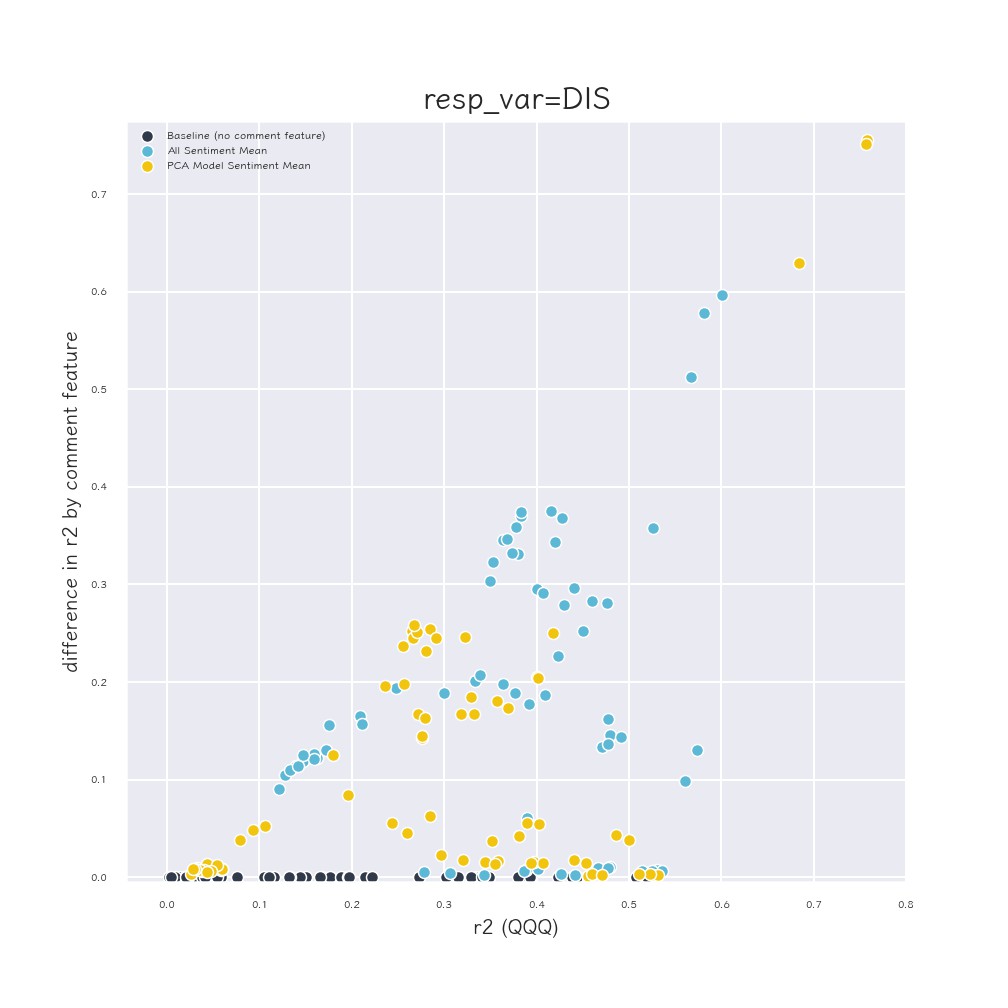 resp_var=DIS
Baseline (no comment feature)
All Sentiment Mean
PCA Model Sentiment Mean
difference in r2 by comment feature
0.7
0.6
0.5
0.4
0.3
0.2
0.1
0.0
0.0 0.1 0.2 0.3 0.4 0.5 0.6 0.7 0.8
r2 (QQQ)